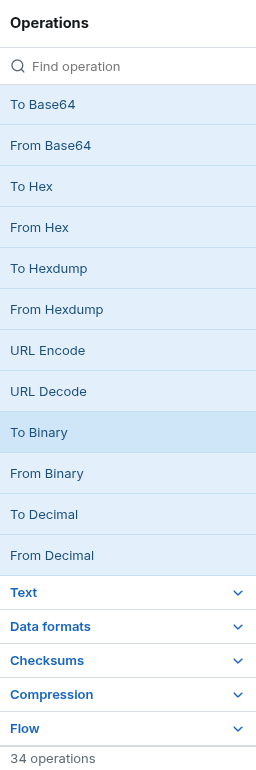 Operations
Find operation
To Base64
From Base64
To Hex
From Hex
To Hexdump
From Hexdump
URL Encode
URL Decode
To Binary
From Binary
To Decimal
From Decimal
Text
Data formats
Checksums
Compression
Flow
34 operations